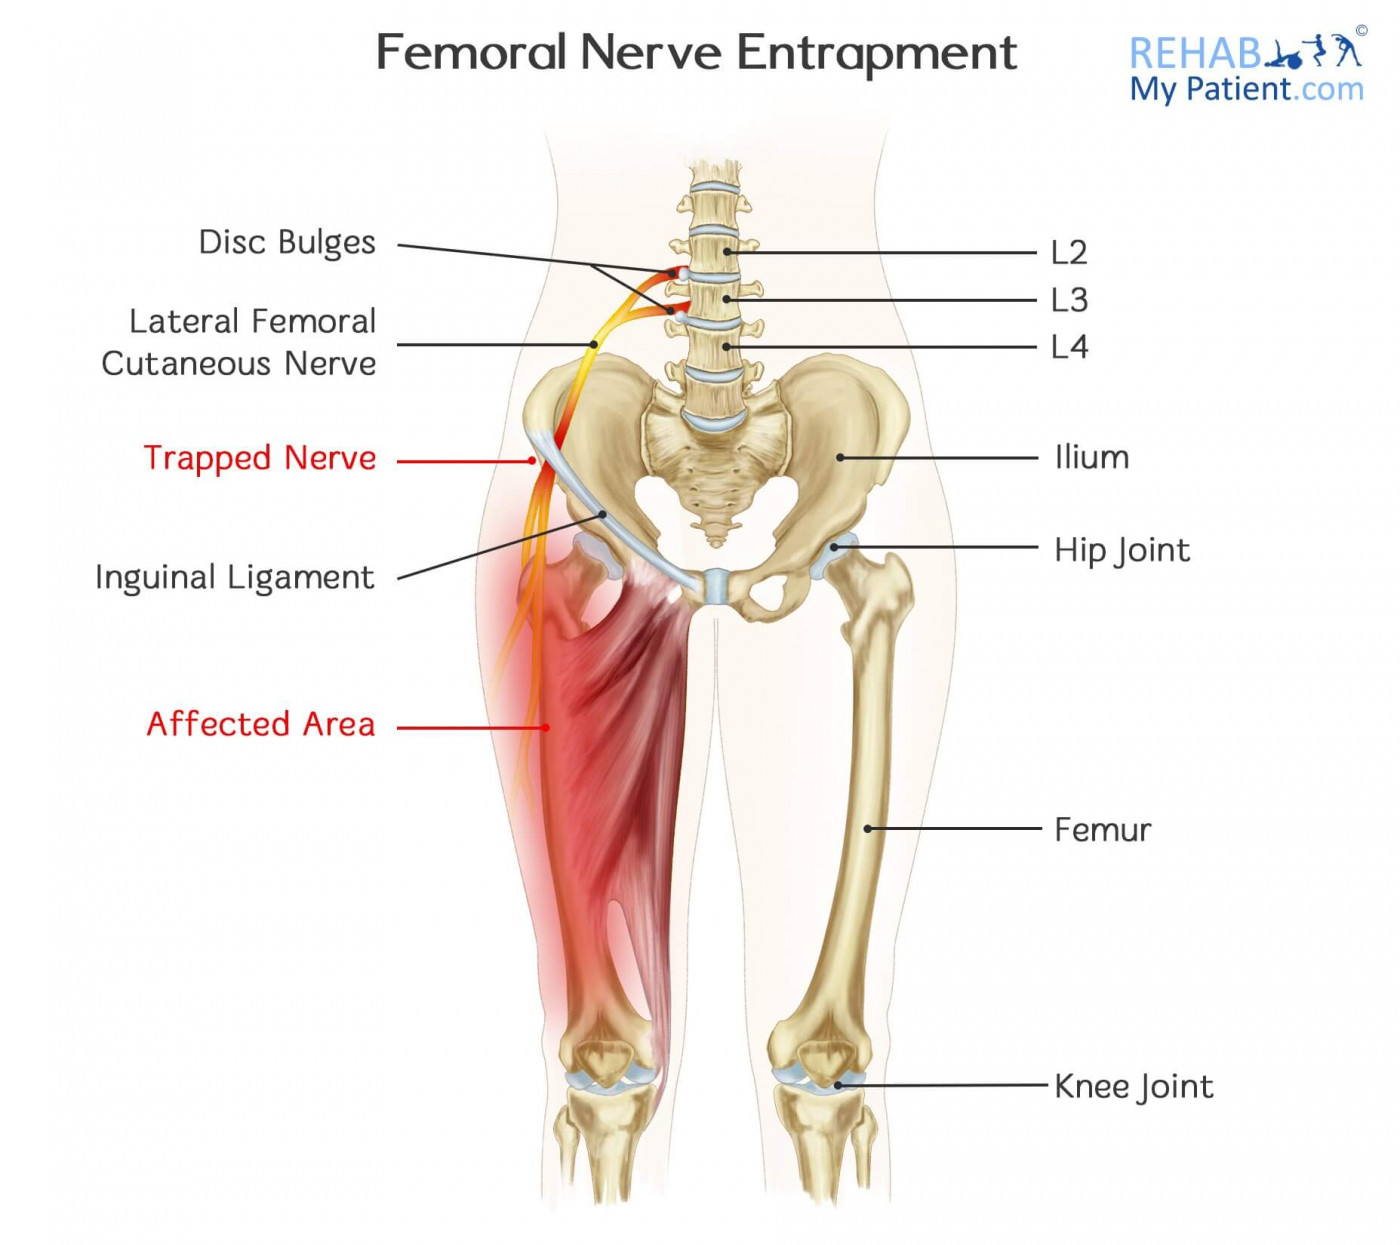 Femoral Nerve Entrapment
REHAB ©
My Patient.com
Disc Bulges
Lateral Femoral
Cutaneous Nerve
Trapped Nerve
Inguinal Ligament
Affected Area
L2
L3
L4
Ilium
Hip Joint
Femur
Knee Joint